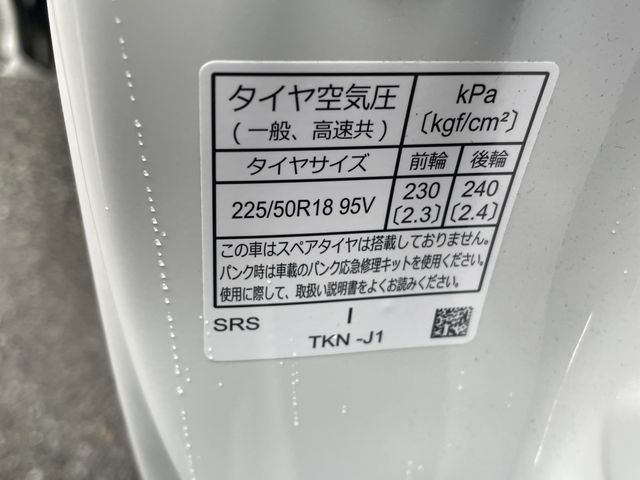 タイヤ空気圧
(一般、高速共)
kPa
〔kgf/cm²〕
タイヤサイズ 前輪 後輪
225/50R18 95V 230 240
〔2.3〕 〔2.4〕
この車はスペアタイヤは搭載しておりません。
パンク時は車載のパンク応急修理キットを使用ください。
使用に際して、取扱い説明書をよくお読みください。
SRS I
TKN -J1